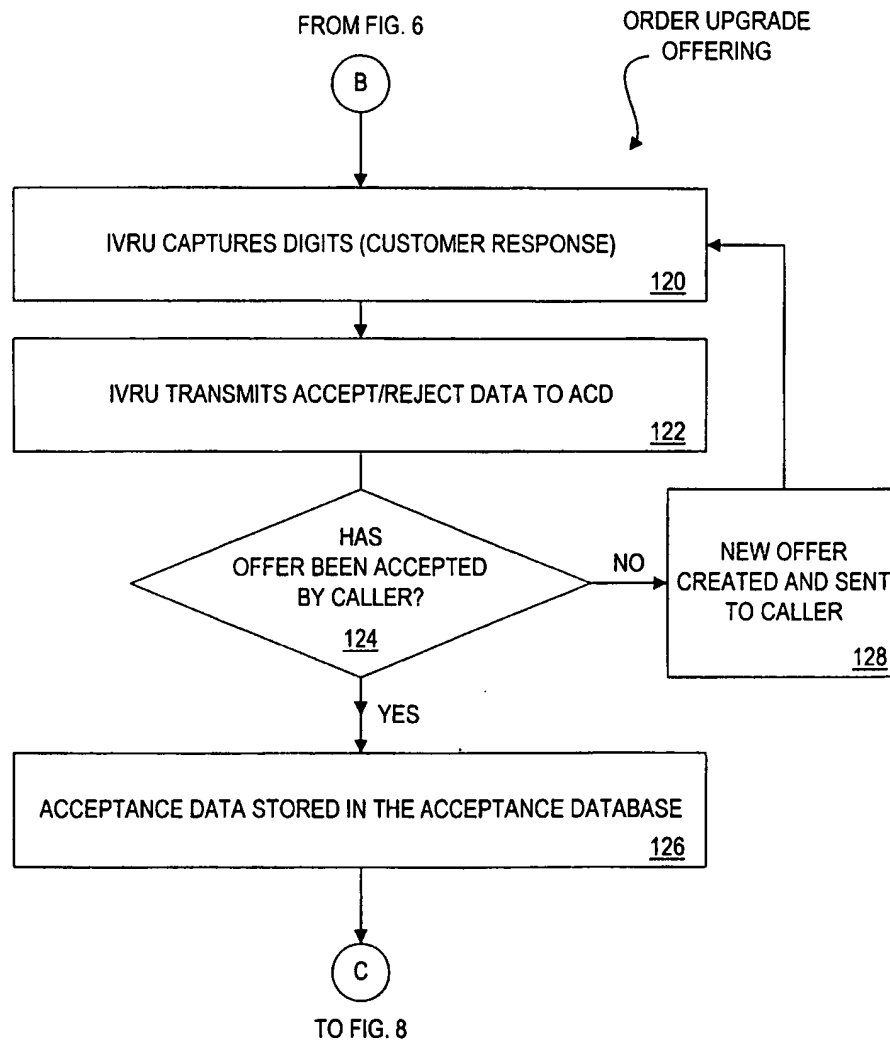 FROM FIG. 6
ORDER UPGRADE
OFFERING
B
IVRU CAPTURES DIGITS (CUSTOMER RESPONSE)
120
IVRU TRANSMITS ACCEPT/REJECT DATA TO ACD
122
HAS
OFFER BEEN ACCEPTED
BY CALLER?
124
NO
NEW OFFER
CREATED AND SENT
TO CALLER
128
YES
ACCEPTANCE DATA STORED IN THE ACCEPTANCE DATABASE
126
C
TO FIG. 8